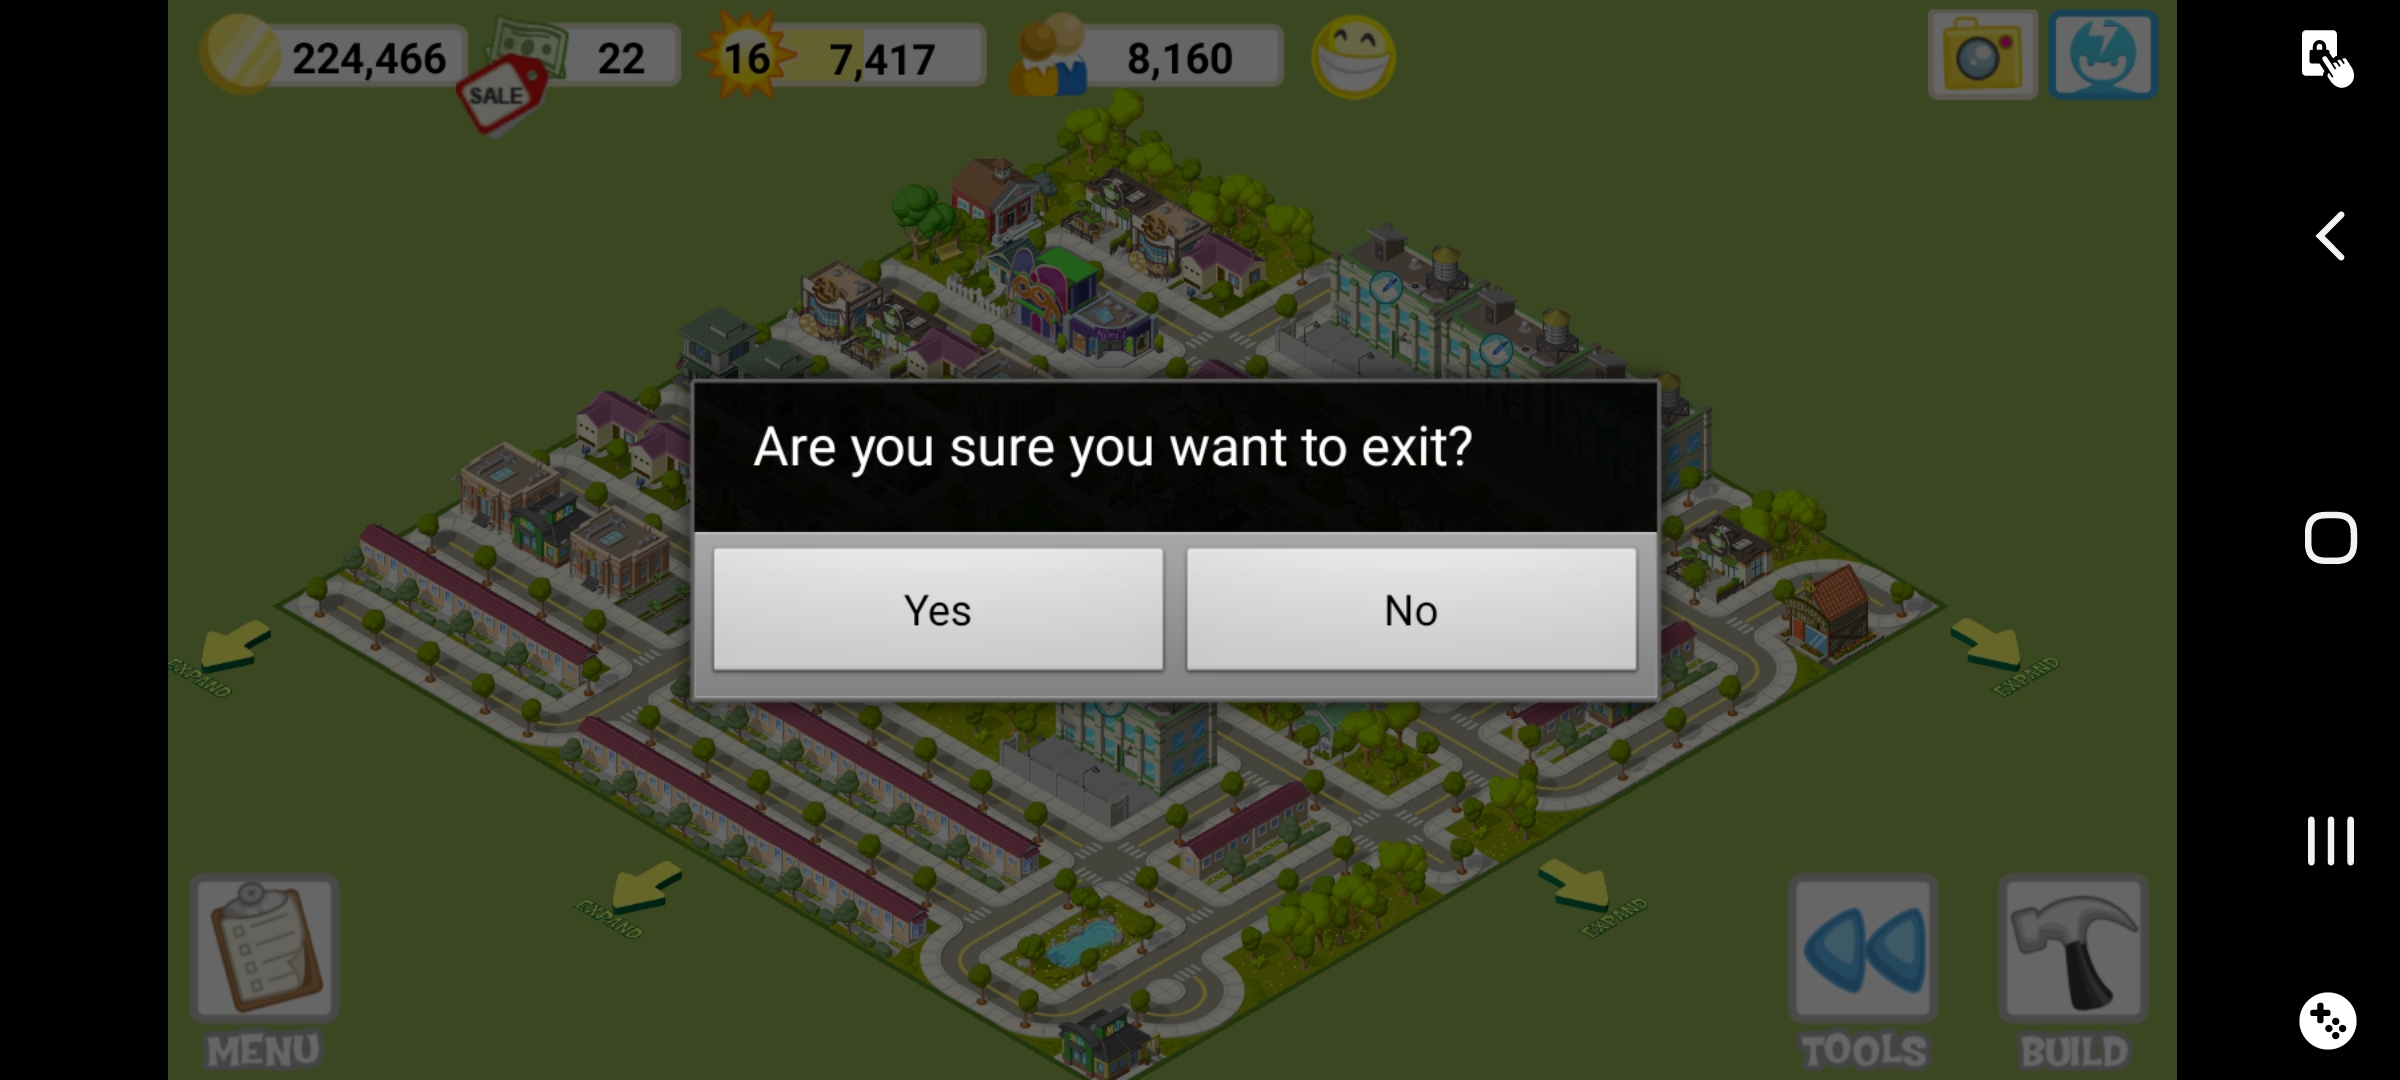 224,466
22
16
7,417
8,160
SALE
Are you sure you want to exit?
Yes
No
EXPAND
EXPAND
EXPAND
EXPAND
MENU
TOOLS
BUILD